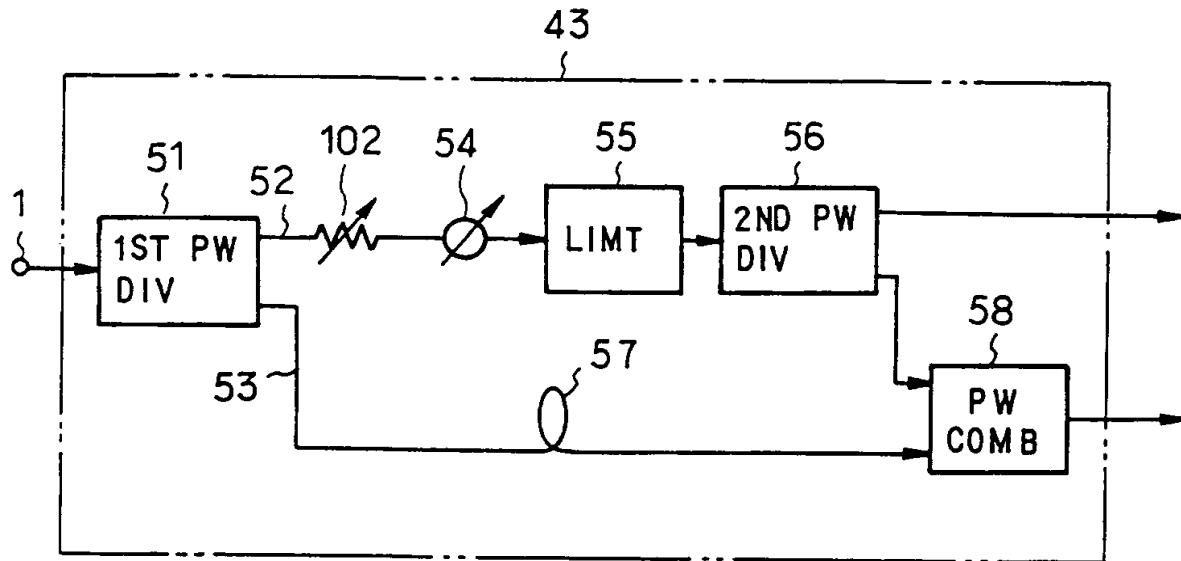 43
51
52
102
54
55
56
1
1ST PW
DIV
LIMT
2ND PW
DIV
53
57
58
PW
COMB